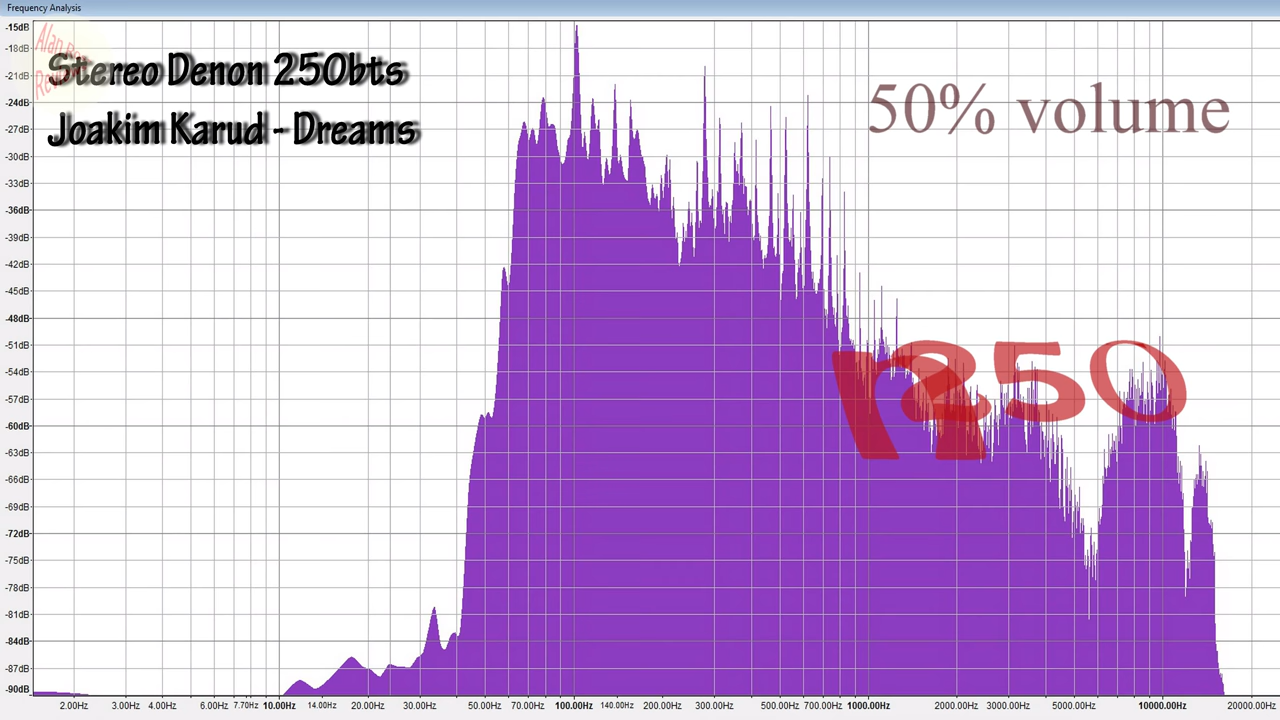 Frequency Analysis
-15dB
-18dB
-21dB
-24dB
-27dB
-30dB
-33dB
-36dB
-39dB
-42dB
-45dB
-48dB
-51dB
-54dB
-57dB
-60dB
-63dB
-66dB
-69dB
-72dB
-75dB
-78dB
-81dB
-84dB
-87dB
-90dB
Alan
Stereo Denon 250bts
Joakim Karud - Dreams
50% volume
250
2.00Hz 3.00Hz 4.00Hz 6.00Hz 7.70Hz 10.00Hz 14.00Hz 20.00Hz 30.00Hz 50.00Hz 70.00Hz 100.00Hz 140.00Hz 200.00Hz 300.00Hz 500.00Hz 600.00Hz 1000.00Hz 2000.00Hz 3000.00Hz 5000.00Hz 10000.00Hz 20000.00Hz